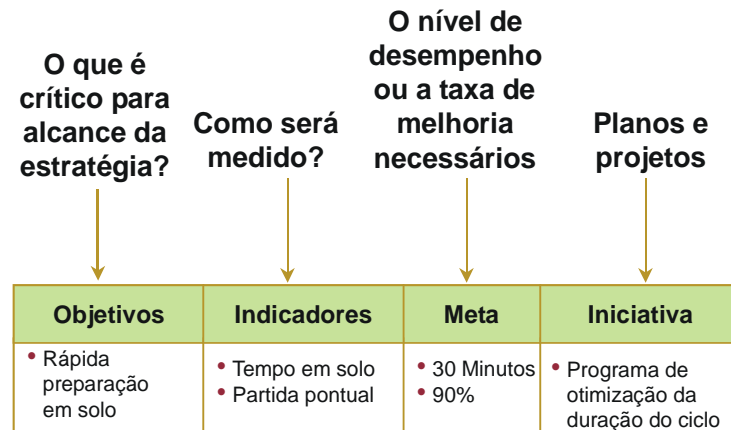 O que é
crítico para
alcance da
estratégia?
Como será
medido?
O nível de
desempenho
ou a taxa de
melhoria
necessários
Planos e
projetos
Objetivos
Indicadores
Meta
Iniciativa
• Rápida
preparação
em solo
• Tempo em solo
• Partida pontual
• 30 Minutos
• 90%
• Programa de
otimização da
duração do ciclo